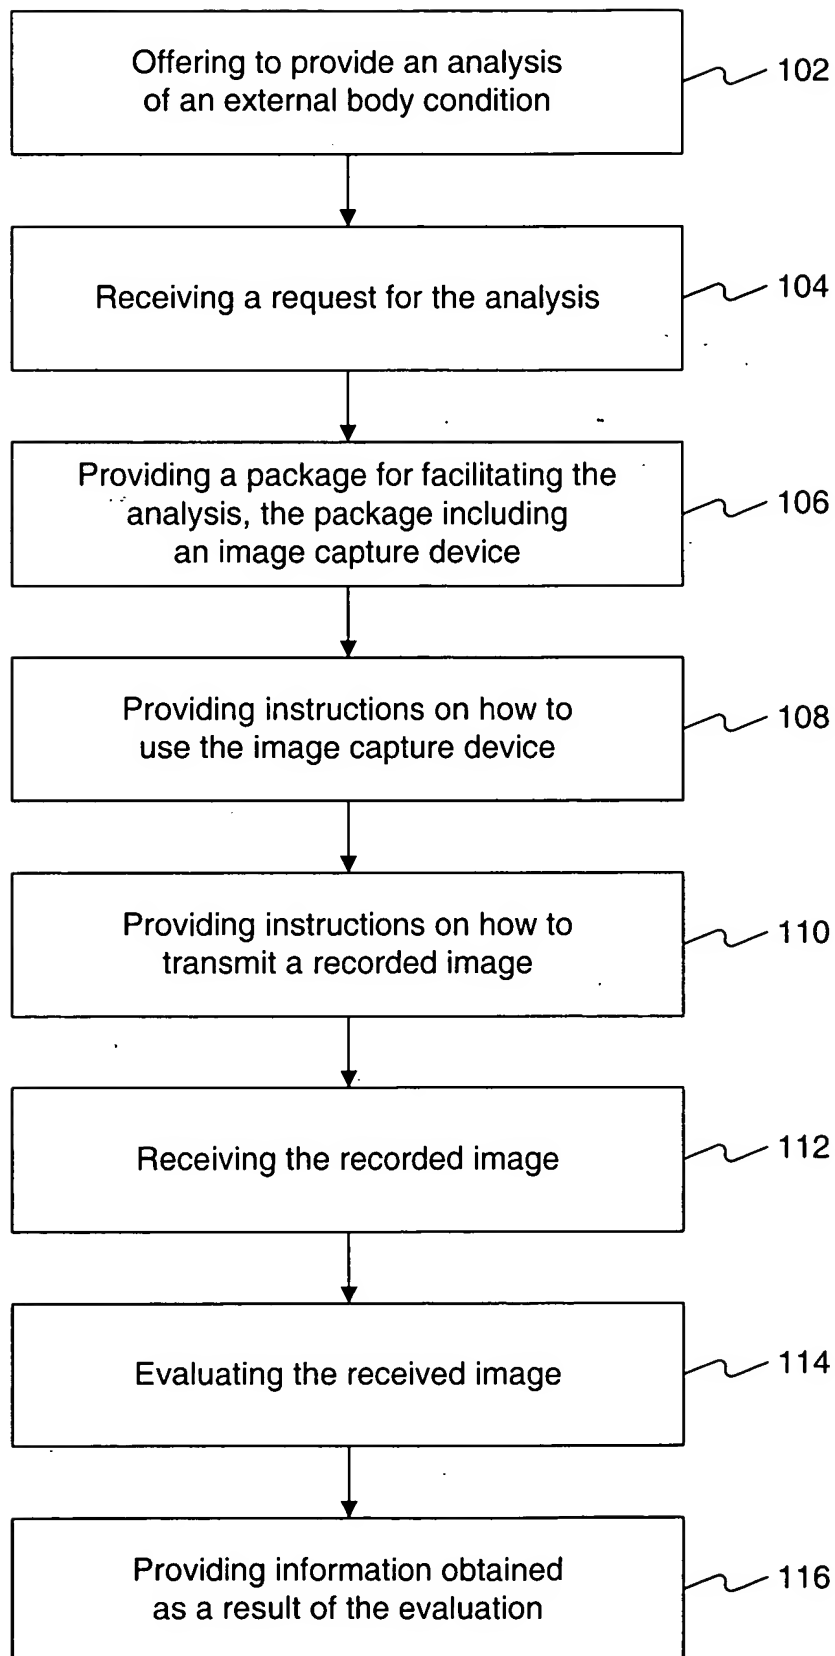 Offering to provide an analysis
of an external body condition
102
Receiving a request for the analysis
104
Providing a package for facilitating the
analysis, the package including
an image capture device
106
Providing instructions on how to
use the image capture device
108
Providing instructions on how to
transmit a recorded image
110
Receiving the recorded image
112
Evaluating the received image
114
Providing information obtained
as a result of the evaluation
116